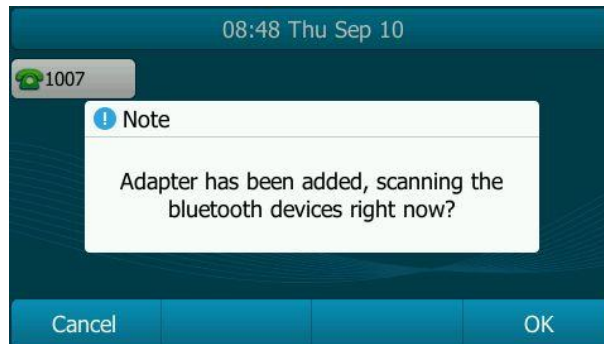 08:48 Thu Sep 10
1007
Note
Adapter has been added, scanning the
bluetooth devices right now?
Cancel
OK